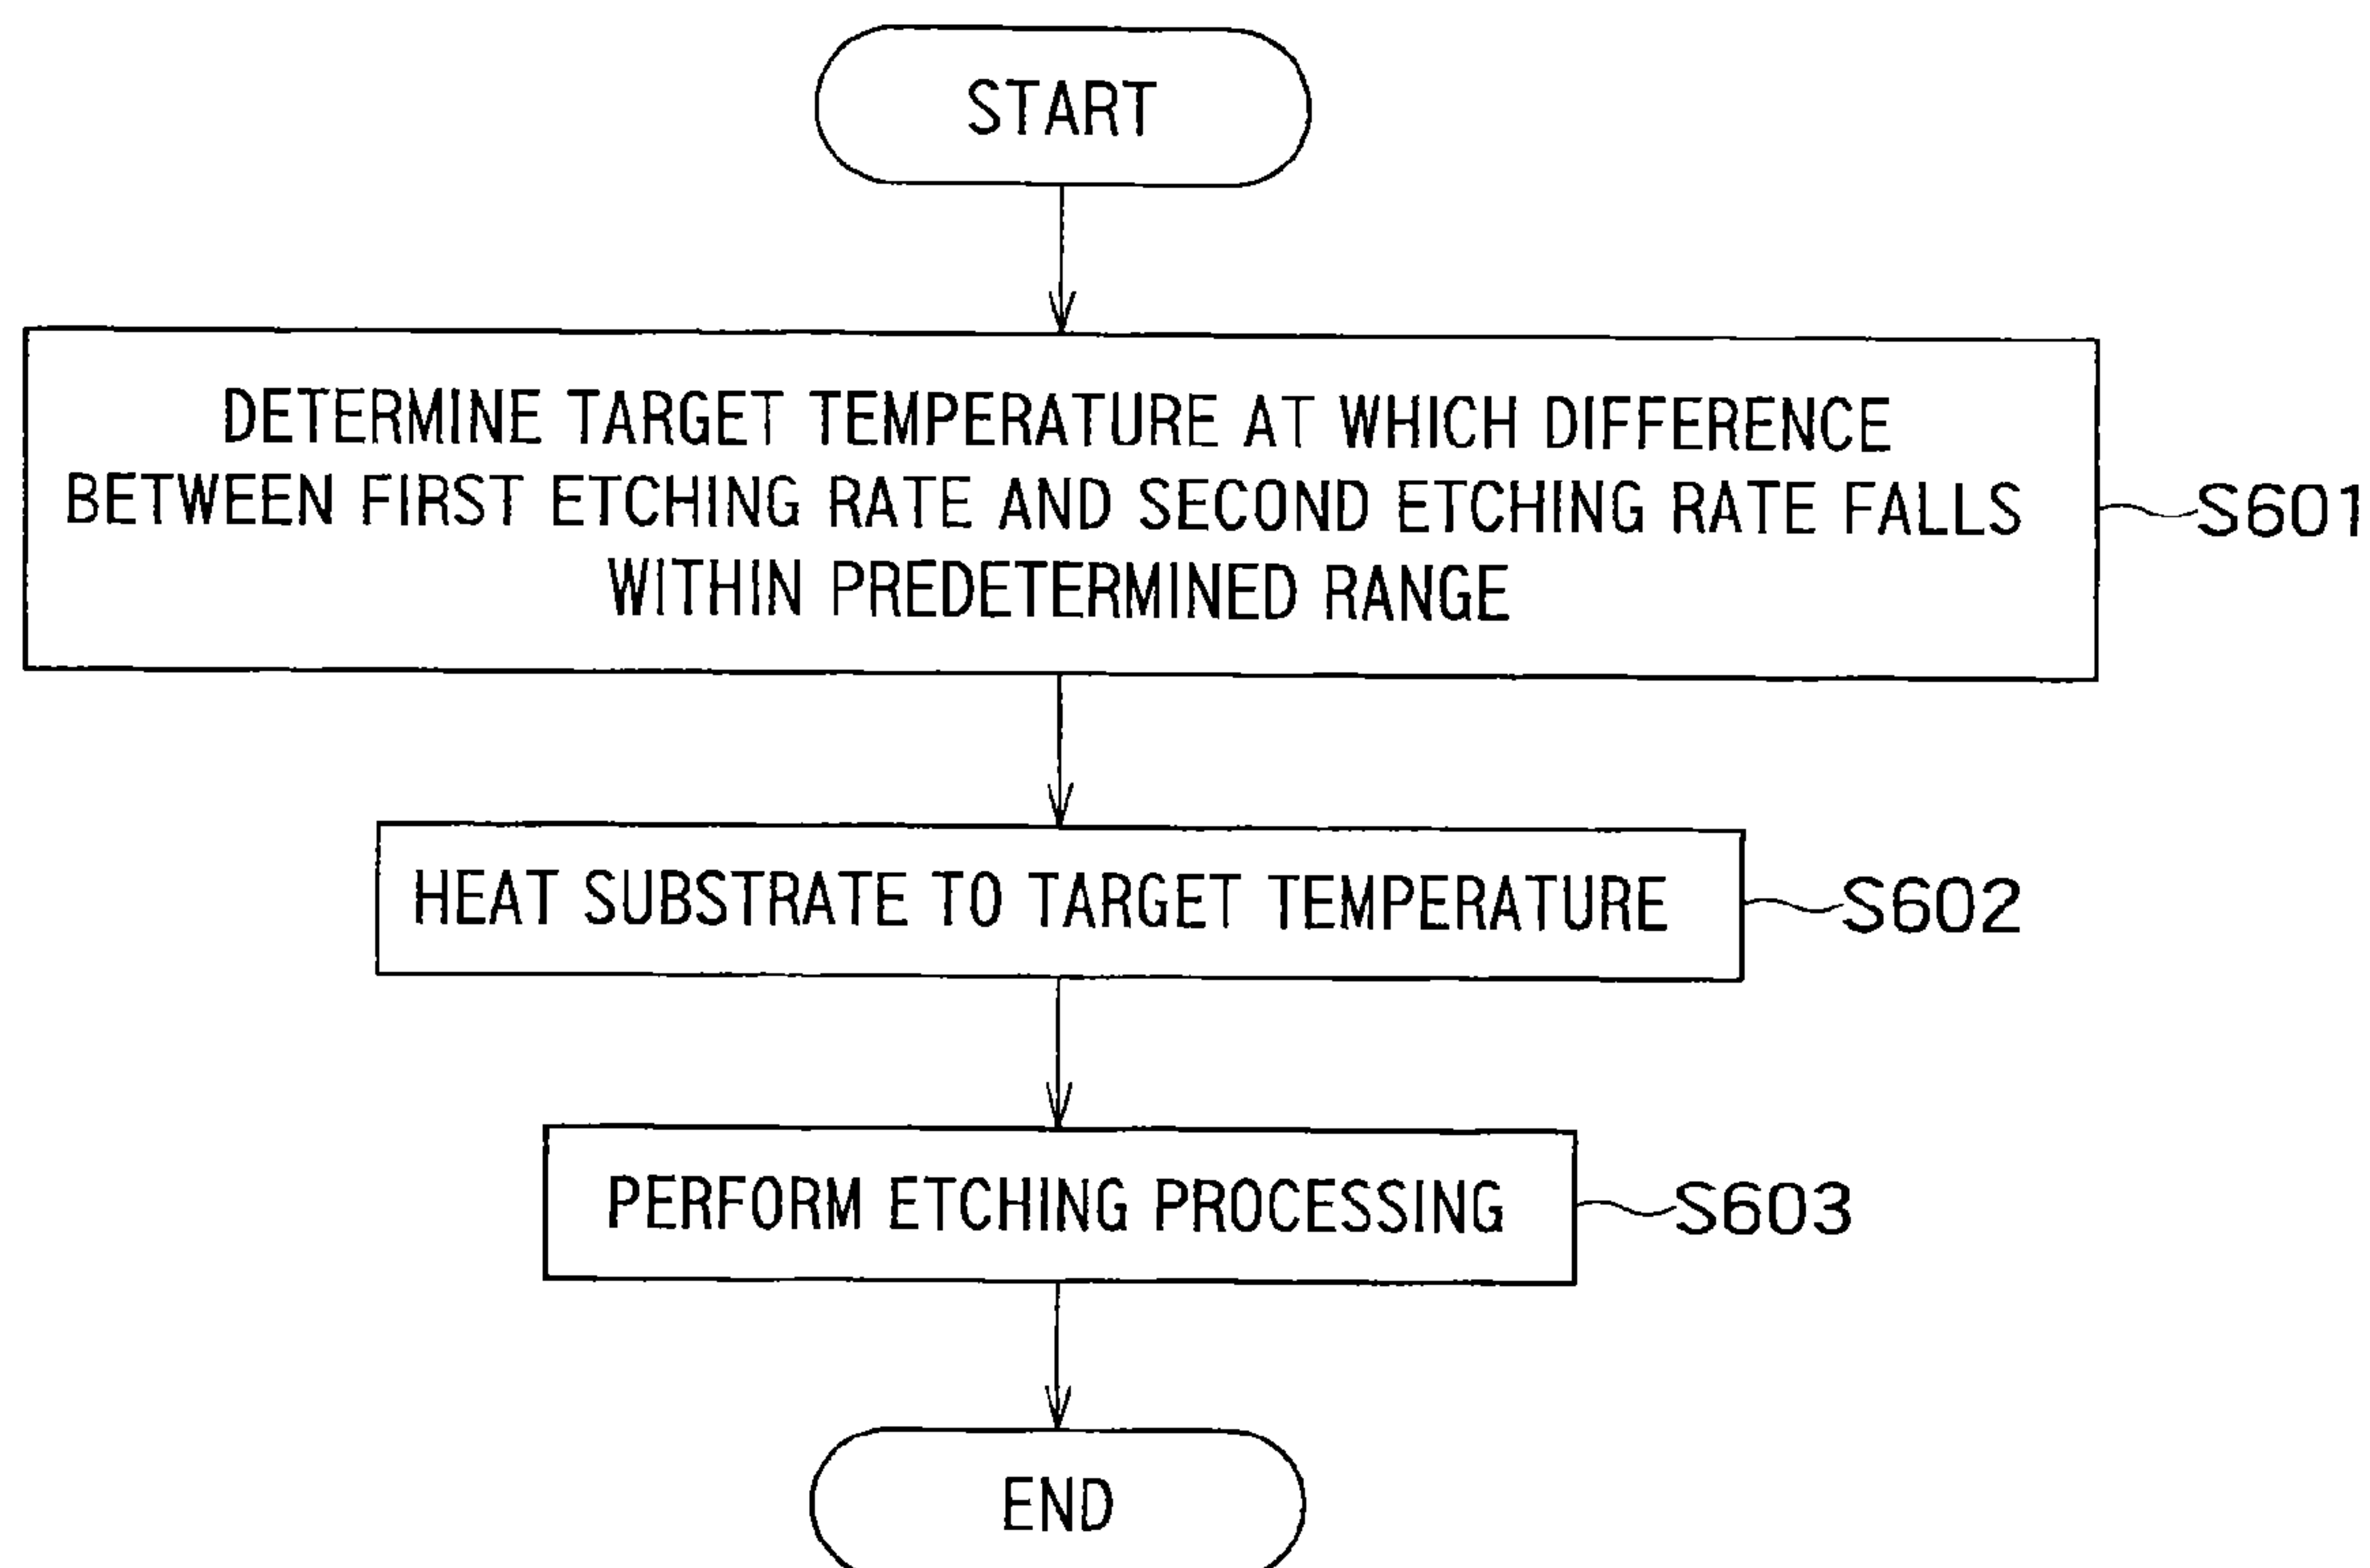 START
DETERMINE TARGET TEMPERATURE AT WHICH DIFFERENCE
BETWEEN FIRST ETCHING RATE AND SECOND ETCHING RATE FALLS
WITHIN PREDETERMINED RANGE
S601
HEAT SUBSTRATE TO TARGET TEMPERATURE
S602
PERFORM ETCHING PROCESSING
S603
END